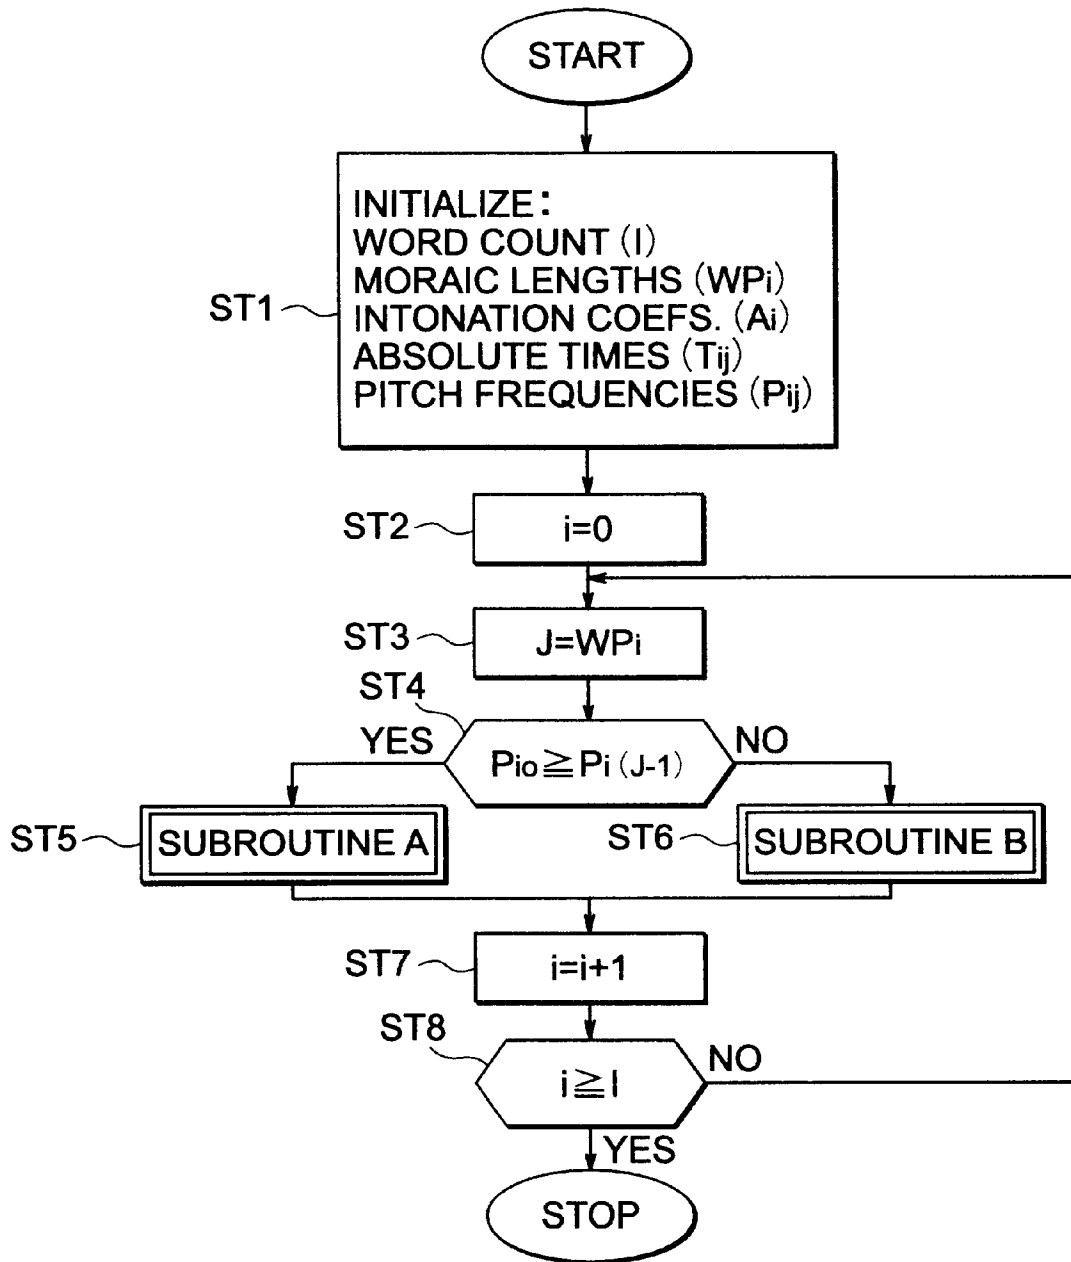 START
INITIALIZE:
WORD COUNT (I)
MORAIC LENGTHS (WPi)
ST1
INTONATION COEFS. (Ai)
ABSOLUTE TIMES (Tij)
PITCH FREQUENCIES (Pij)
ST2
i=0
ST3
J=WPi
ST4
YES
Pio≧Pi (J-1)
NO
ST5
SUBROUTINE A
ST6
SUBROUTINE B
ST7
i=i+1
ST8
i≧I
NO
YES
STOP